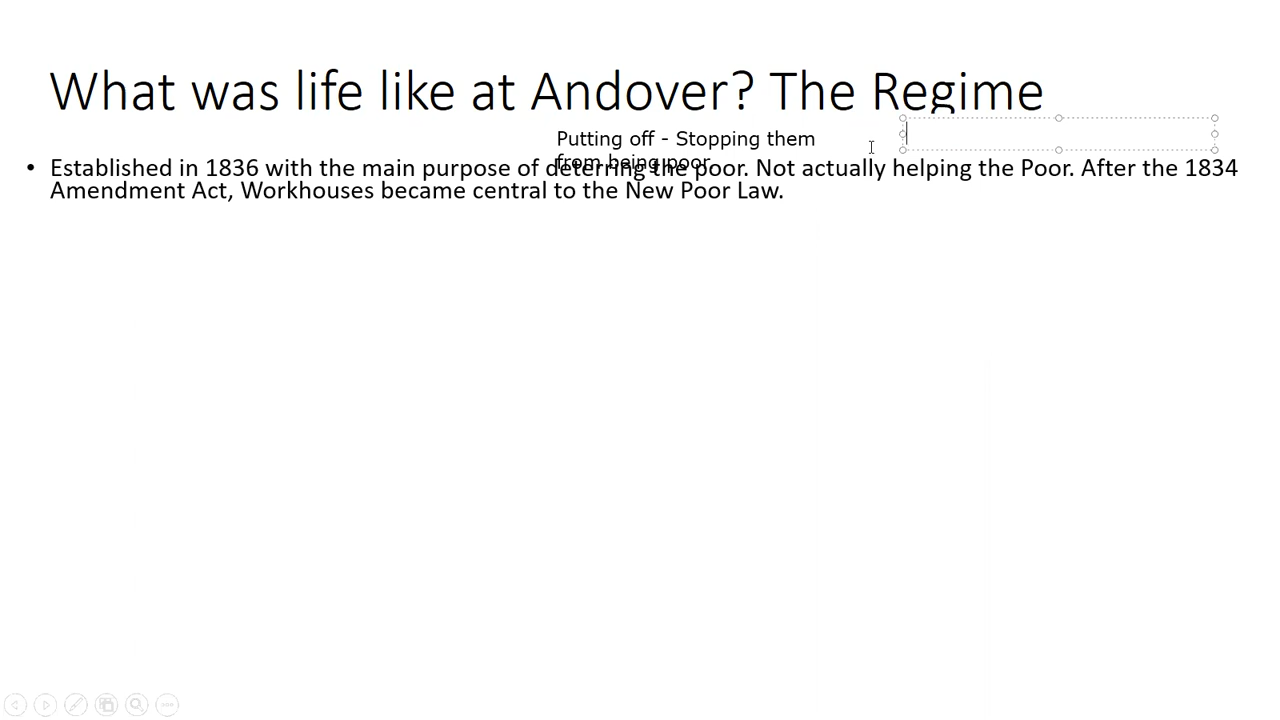 What was life like at Andover? The Regime
Putting off - Stopping them
from being poor
• Established in 1836 with the main purpose of deterring the poor. Not actually helping the Poor. After the 1834
Amendment Act, Workhouses became central to the New Poor Law.